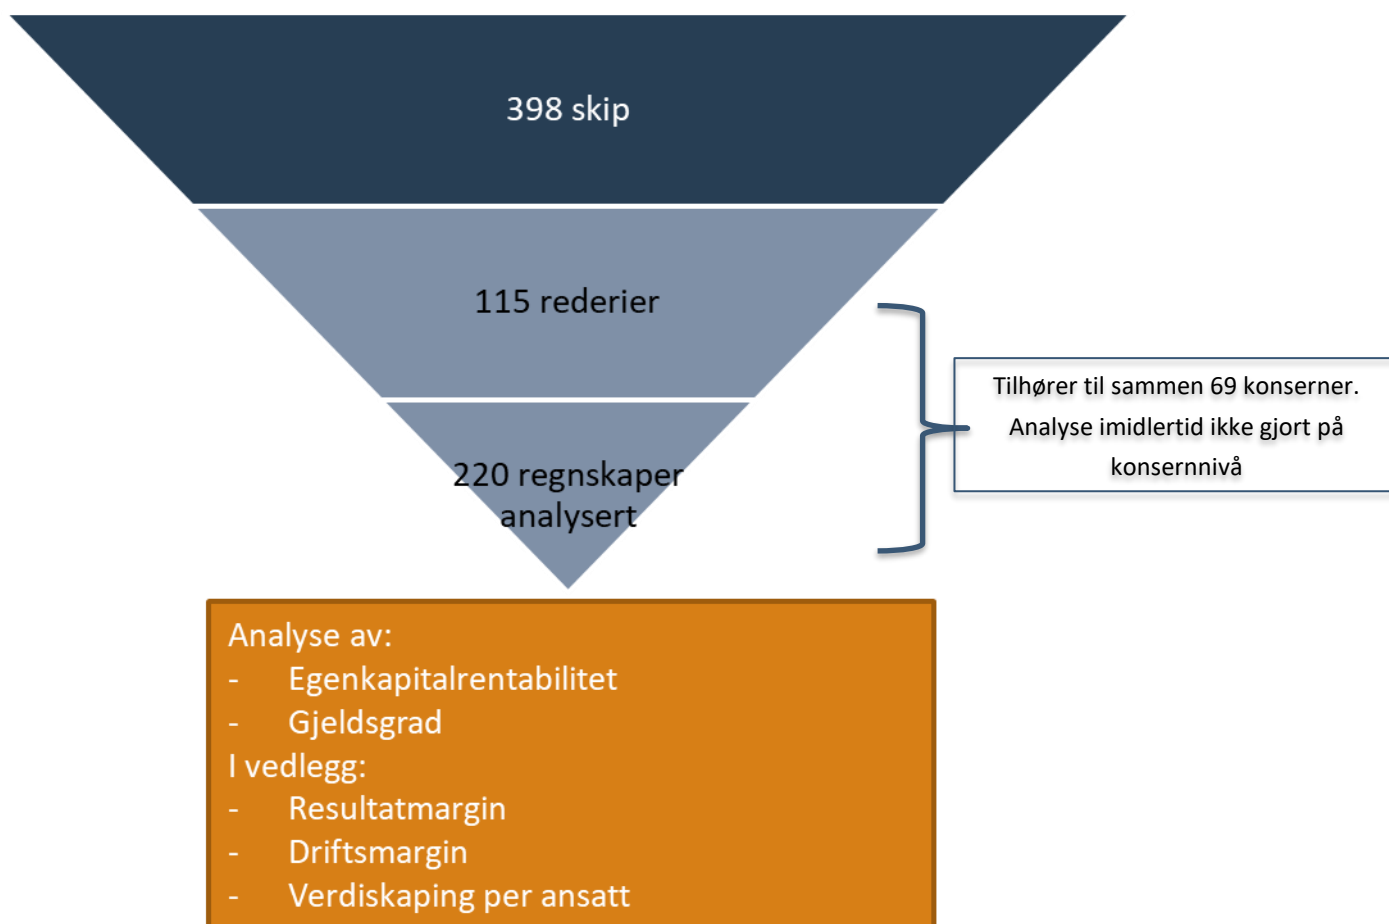 398 skip
115 rederier
220 regnskaper
analysert
Tilhører til sammen 69 konserner.
Analyse imidlertid ikke gjort på
konsernnivå
Analyse av:
- Egenkapitalrentabilitet
- Gjeldsgrad
I vedlegg:
- Resultatmargin
- Driftsmargin
- Verdiskaping per ansatt